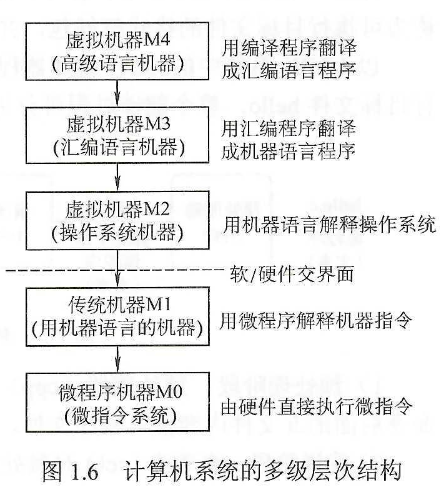 虚拟机器M4
(高级语言机器)
用编译程序翻译
成汇编语言程序
虚拟机器M3
(汇编语言机器)
用汇编程序翻译
成机器语言程序
虚拟机器M2
(操作系统机器)
用机器语言解释操作系统
软/硬件交界面
传统机器M1
(用机器语言的机器)
用微程序解释机器指令
微程序机器M0
(微指令系统)
由硬件直接执行微指令
图 1.6 计算机系统的多级层次结构